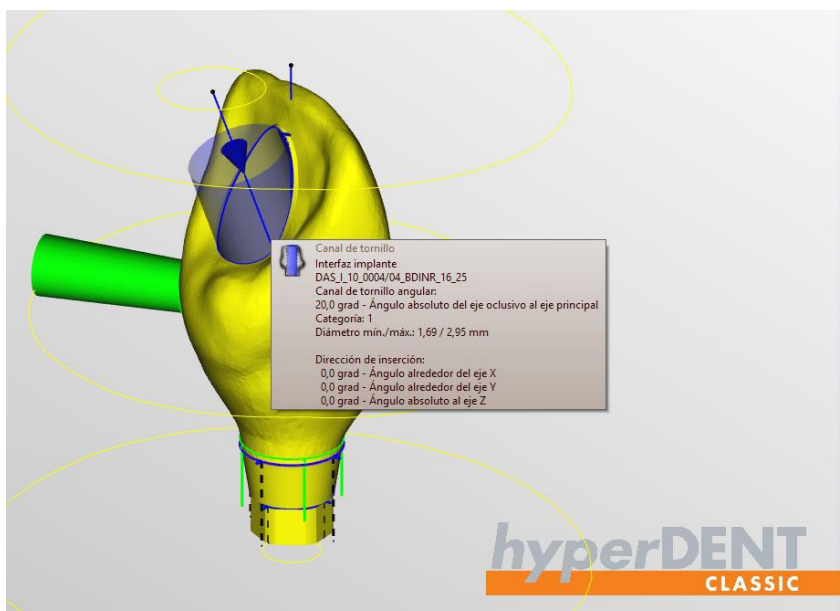 Canal de tornillo
Interfaz implante
DAS_I_10_0004/04_BDINR_16_25
Canal de tornillo angular:
20,0 grad - Ángulo absoluto del eje oclusivo al eje principal
Categoría: 1
Diámetro mín./máx.: 1,69 / 2,95 mm
Dirección de inserción:
0,0 grad - Ángulo alrededor del eje X
0,0 grad - Ángulo alrededor del eje Y
0,0 grad - Ángulo absoluto al eje Z
hyperDENT
CLASSIC